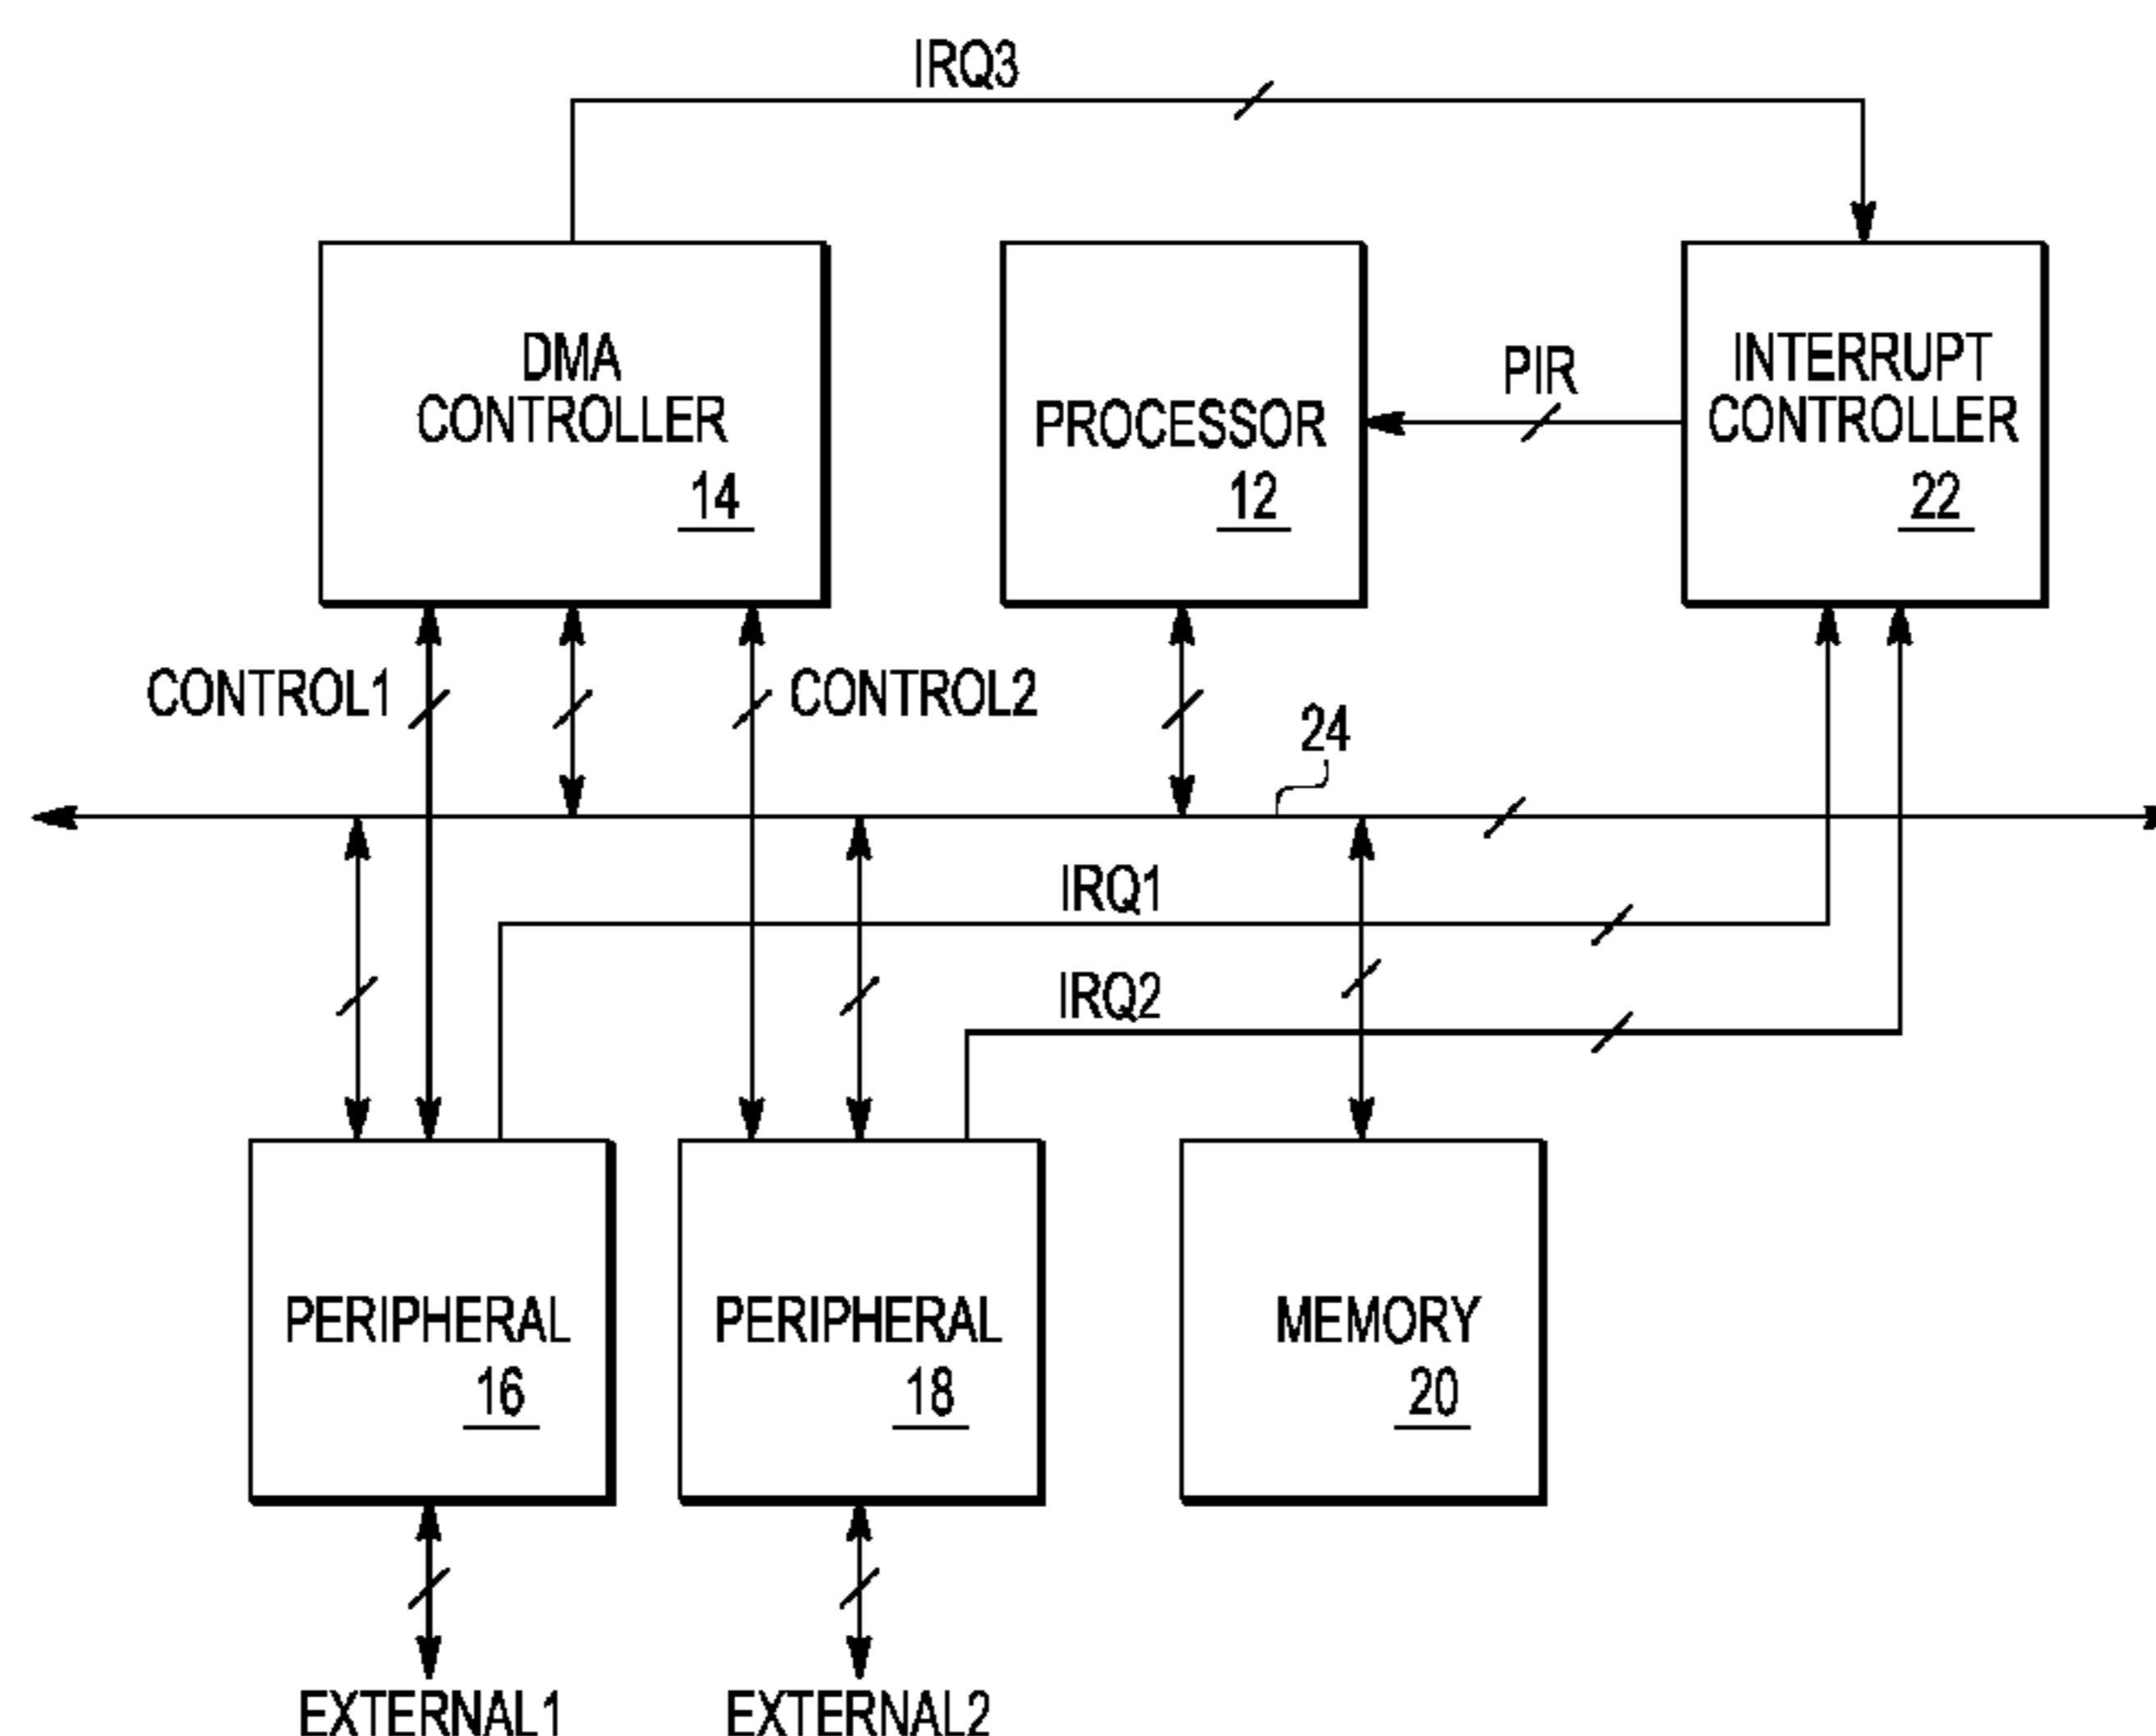 IRQ3
DMA
CONTROLLER
14
PROCESSOR
12
PIR
INTERRUPT
CONTROLLER
22
CONTROL1
CONTROL2
24
IRQ1
IRQ2
PERIPHERAL
16
PERIPHERAL
18
MEMORY
20
EXTERNAL1
EXTERNAL2